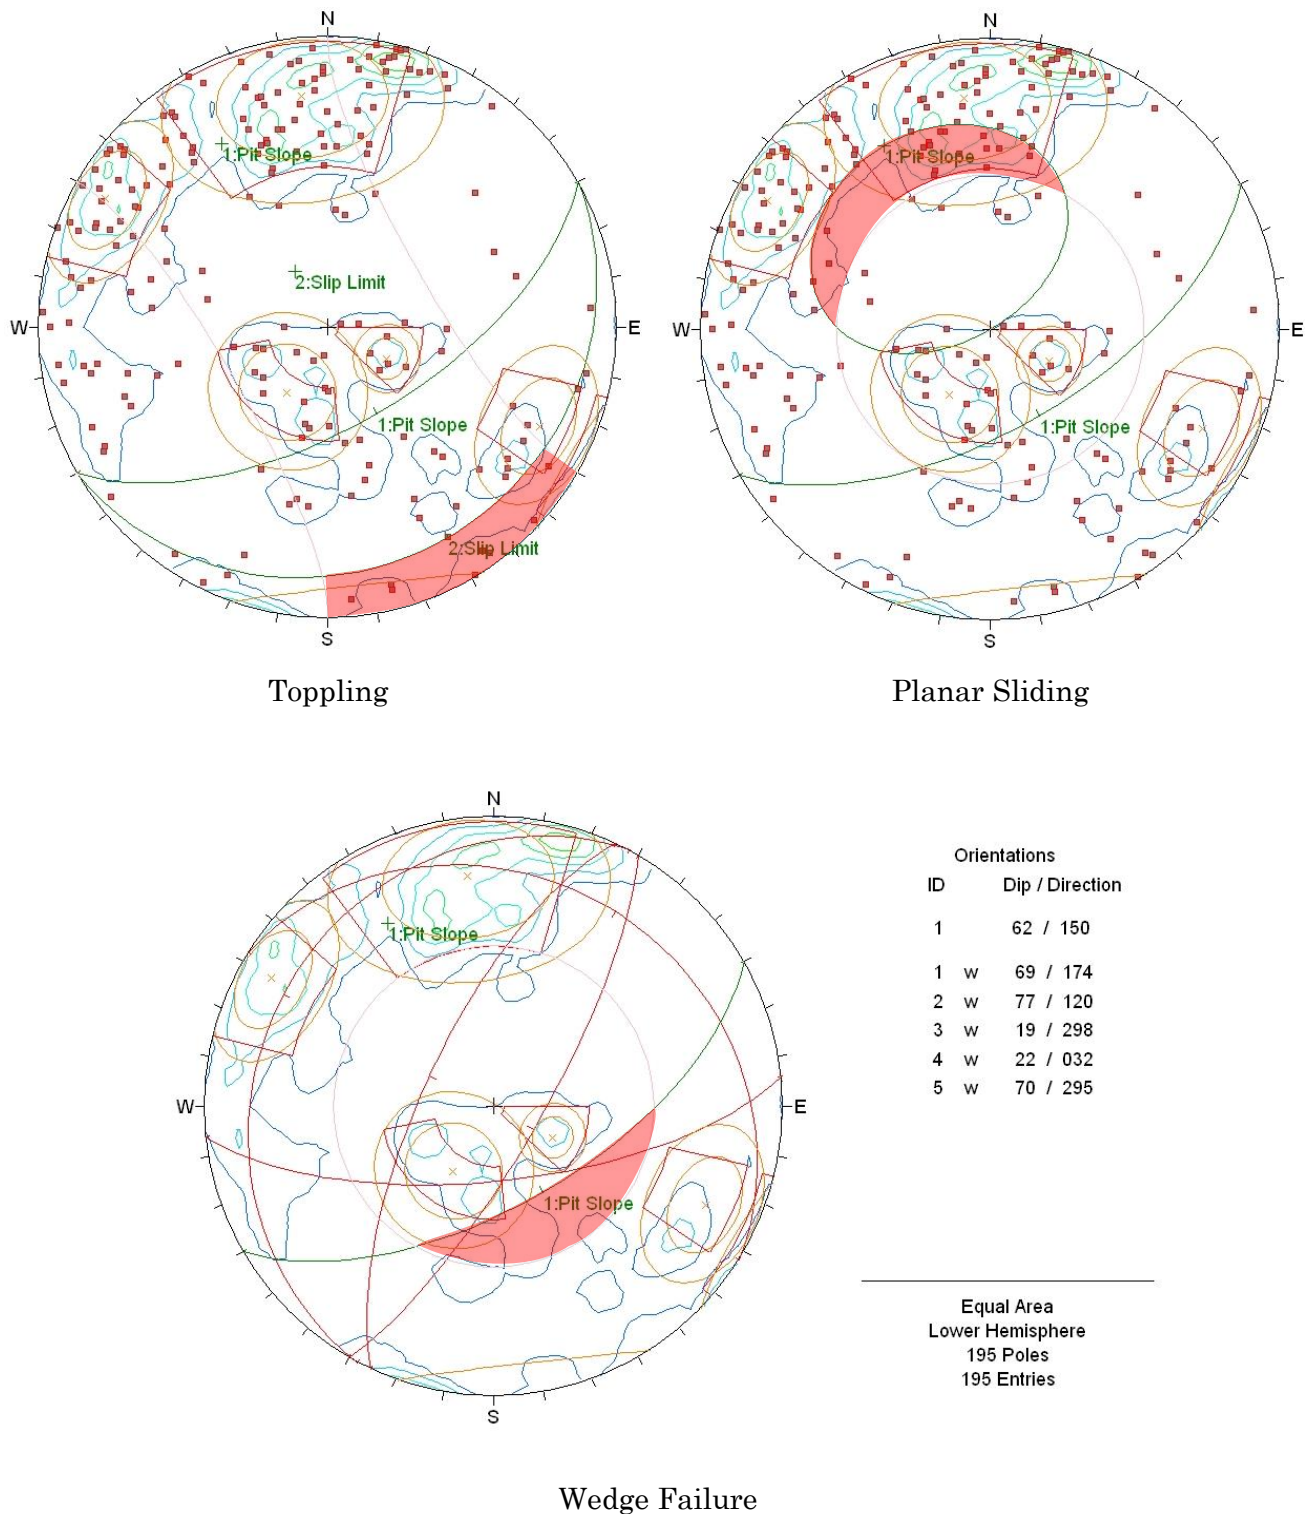 N
1:Pit Slope
2:Slip Limit
W
E
1:Pit Slope
2:Slip Limit
S
Toppling
N
1:Pit Slope
W
E
1:Pit Slope
S
Planar Sliding
N
1:Pit Slope
W
E
1:Pit Slope
S
Wedge Failure
Orientations
ID Dip / Direction
1 62 / 150
1 w 69 / 174
2 w 77 / 120
3 w 19 / 298
4 w 22 / 032
5 w 70 / 295
Equal Area
Lower Hemisphere
195 Poles
195 Entries